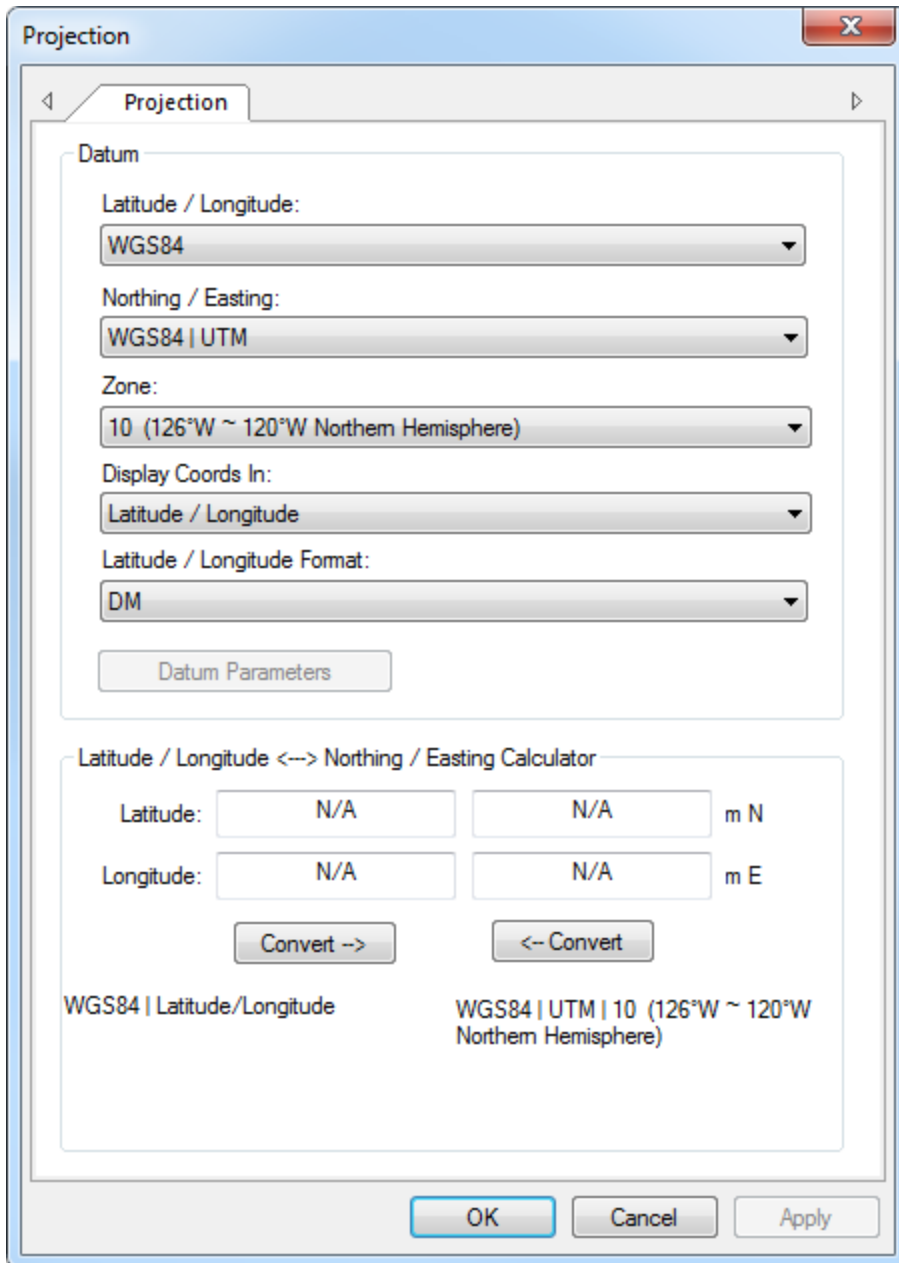 Projection
Projection
Datum
Latitude / Longitude:
WGS84
Northing / Easting:
WGS84 | UTM
Zone:
10  (126°W ~ 120°W Northern Hemisphere)
Display Coords In:
Latitude / Longitude
Latitude / Longitude Format:
DM
Datum Parameters
Latitude / Longitude <---> Northing / Easting Calculator
Latitude: N/A N/A m N
Longitude: N/A N/A m E
Convert --> <-- Convert
WGS84 | Latitude/Longitude
WGS84 | UTM | 10  (126°W ~ 120°W
Northern Hemisphere)
OK Cancel Apply